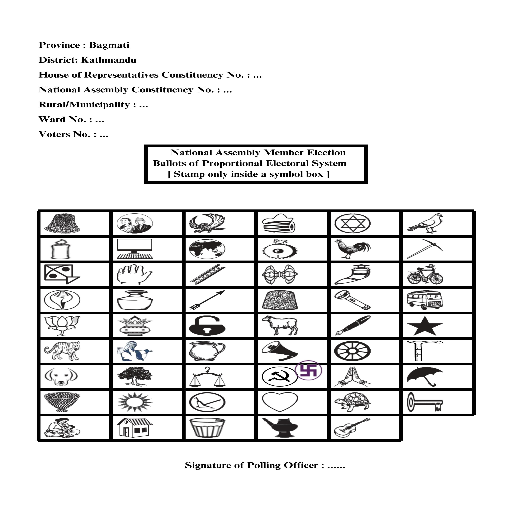 Province : Bagmati
District: Kathmandu
House of Representatives Constituency No. : ...
National Assembly Constituency No. : ...
Rural/Municipality : ...
Ward No. : ...
Voters No. : ...
National Assembly Member Election
Ballots of Proportional Electoral System
[ Stamp only inside a symbol box ]
Signature of Polling Officer : ......